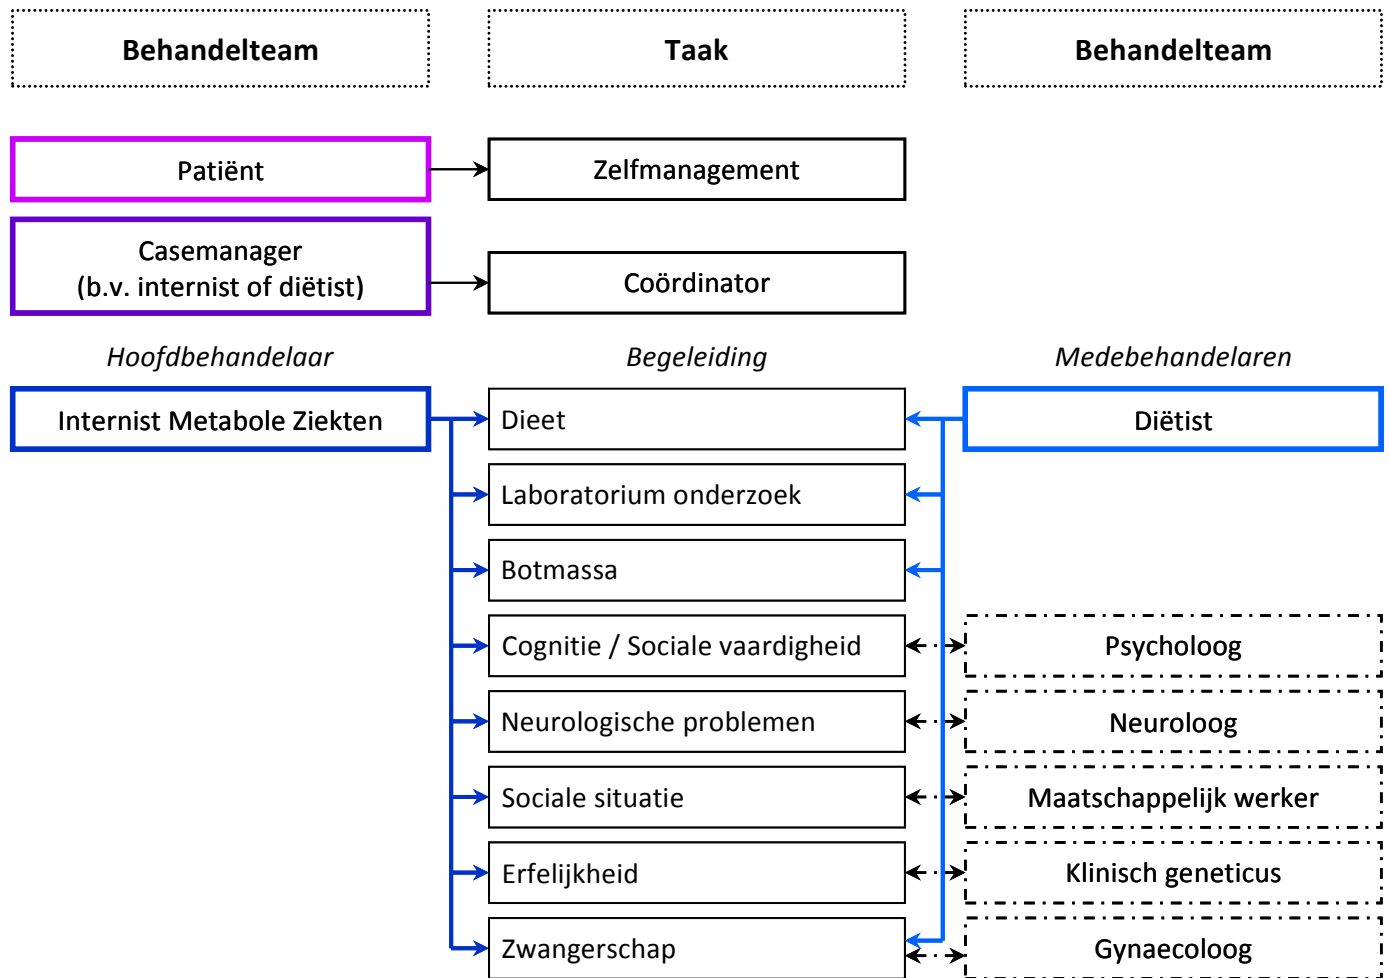 Behandelteam
Taak
Behandelteam
Patiënt
Zelfmanagement
Casemanager
(b.v. internist of diëtist)
Coördinator
Hoofdbehandelaar
Begeleiding
Medebehandelaren
Internist Metabole Ziekten
Dieet
Diëtist
Laboratorium onderzoek
Botmassa
Cognitie / Sociale vaardigheid
Psycholoog
Neurologische problemen
Neuroloog
Sociale situatie
Maatschappelijk werker
Erfelijkheid
Klinisch geneticus
Zwangerschap
Gynaecoloog